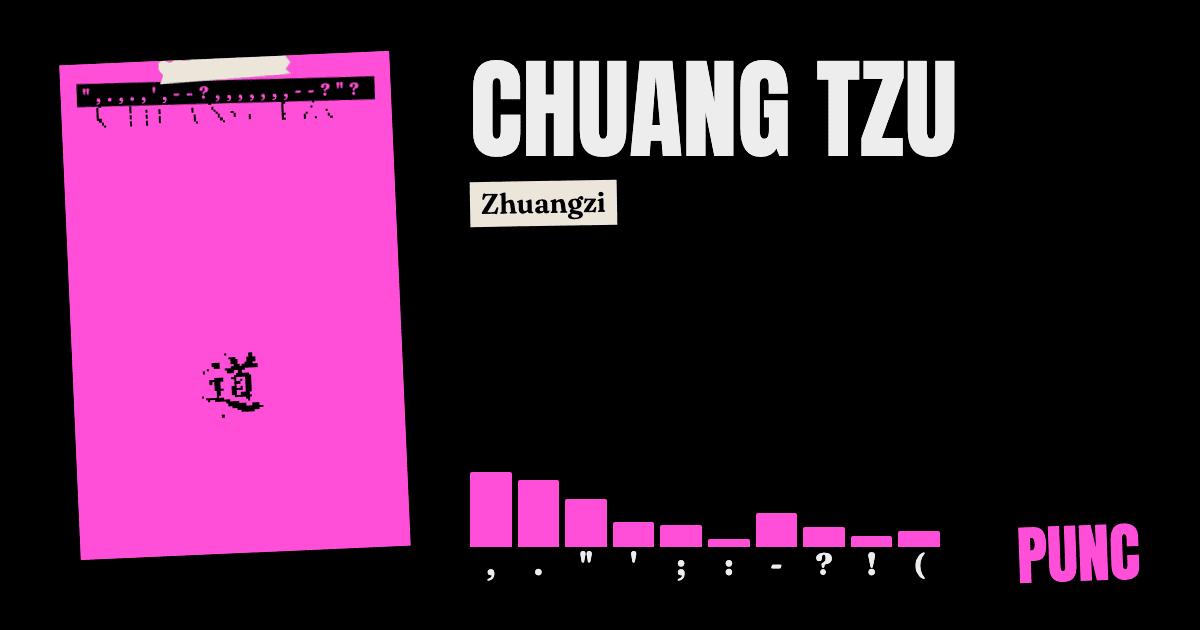 ",.,.,',--?,,,,,,,--?"?
道
CHUANG TZU
Zhuangzi
, . " ' ; : - ? ! (
PUNC